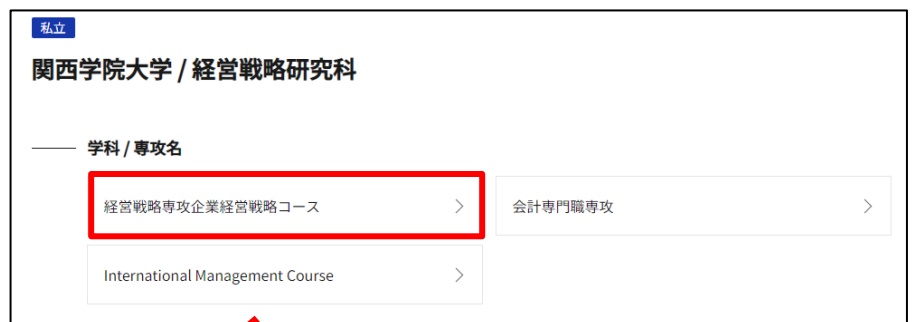 私立
関西学院大学 / 経営戦略研究科
学科 / 専攻名
経営戦略専攻企業経営戦略コース
会計専門職専攻
International Management Course